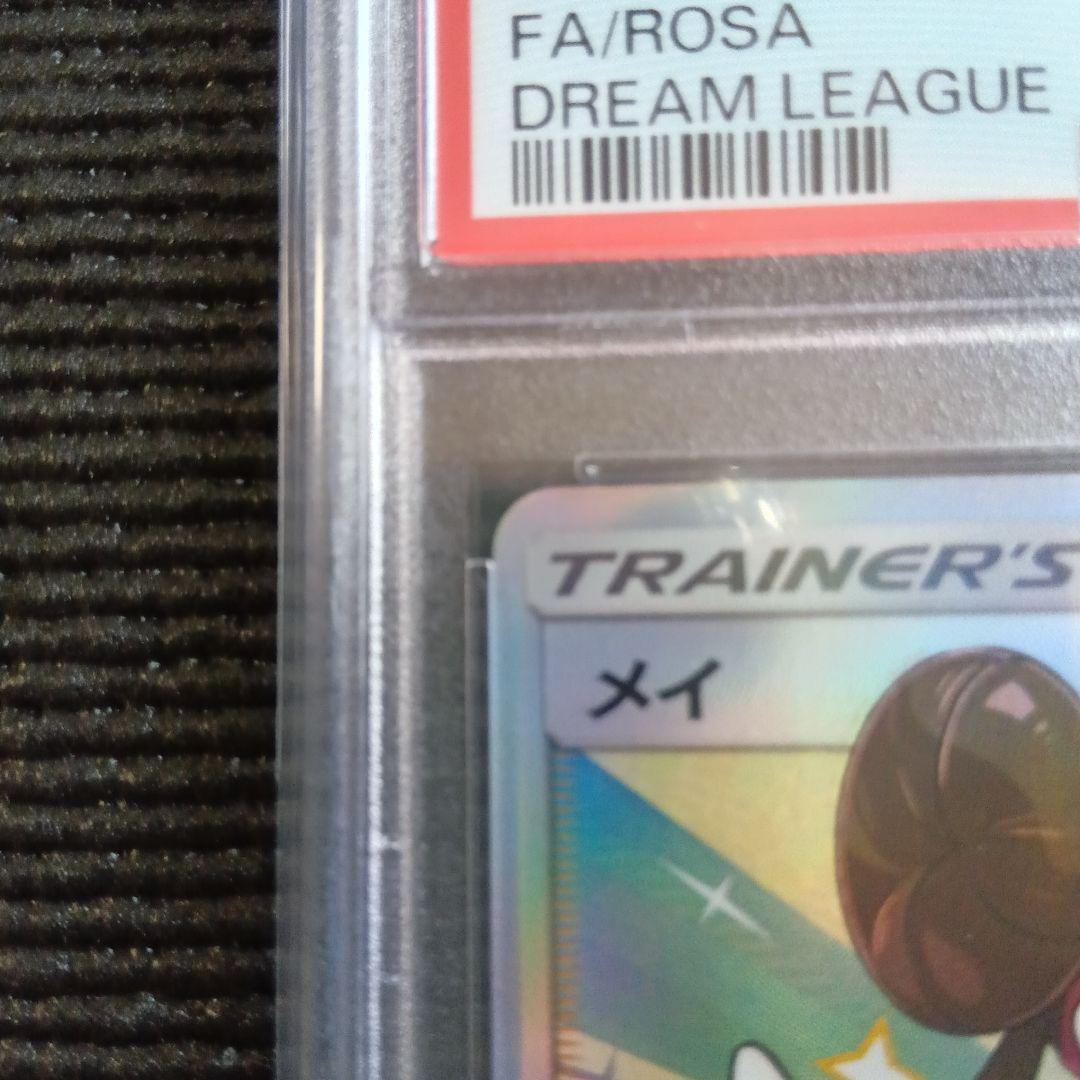 FA/ROSA
DREAM LEAGUE
TRAINER'S
メイ